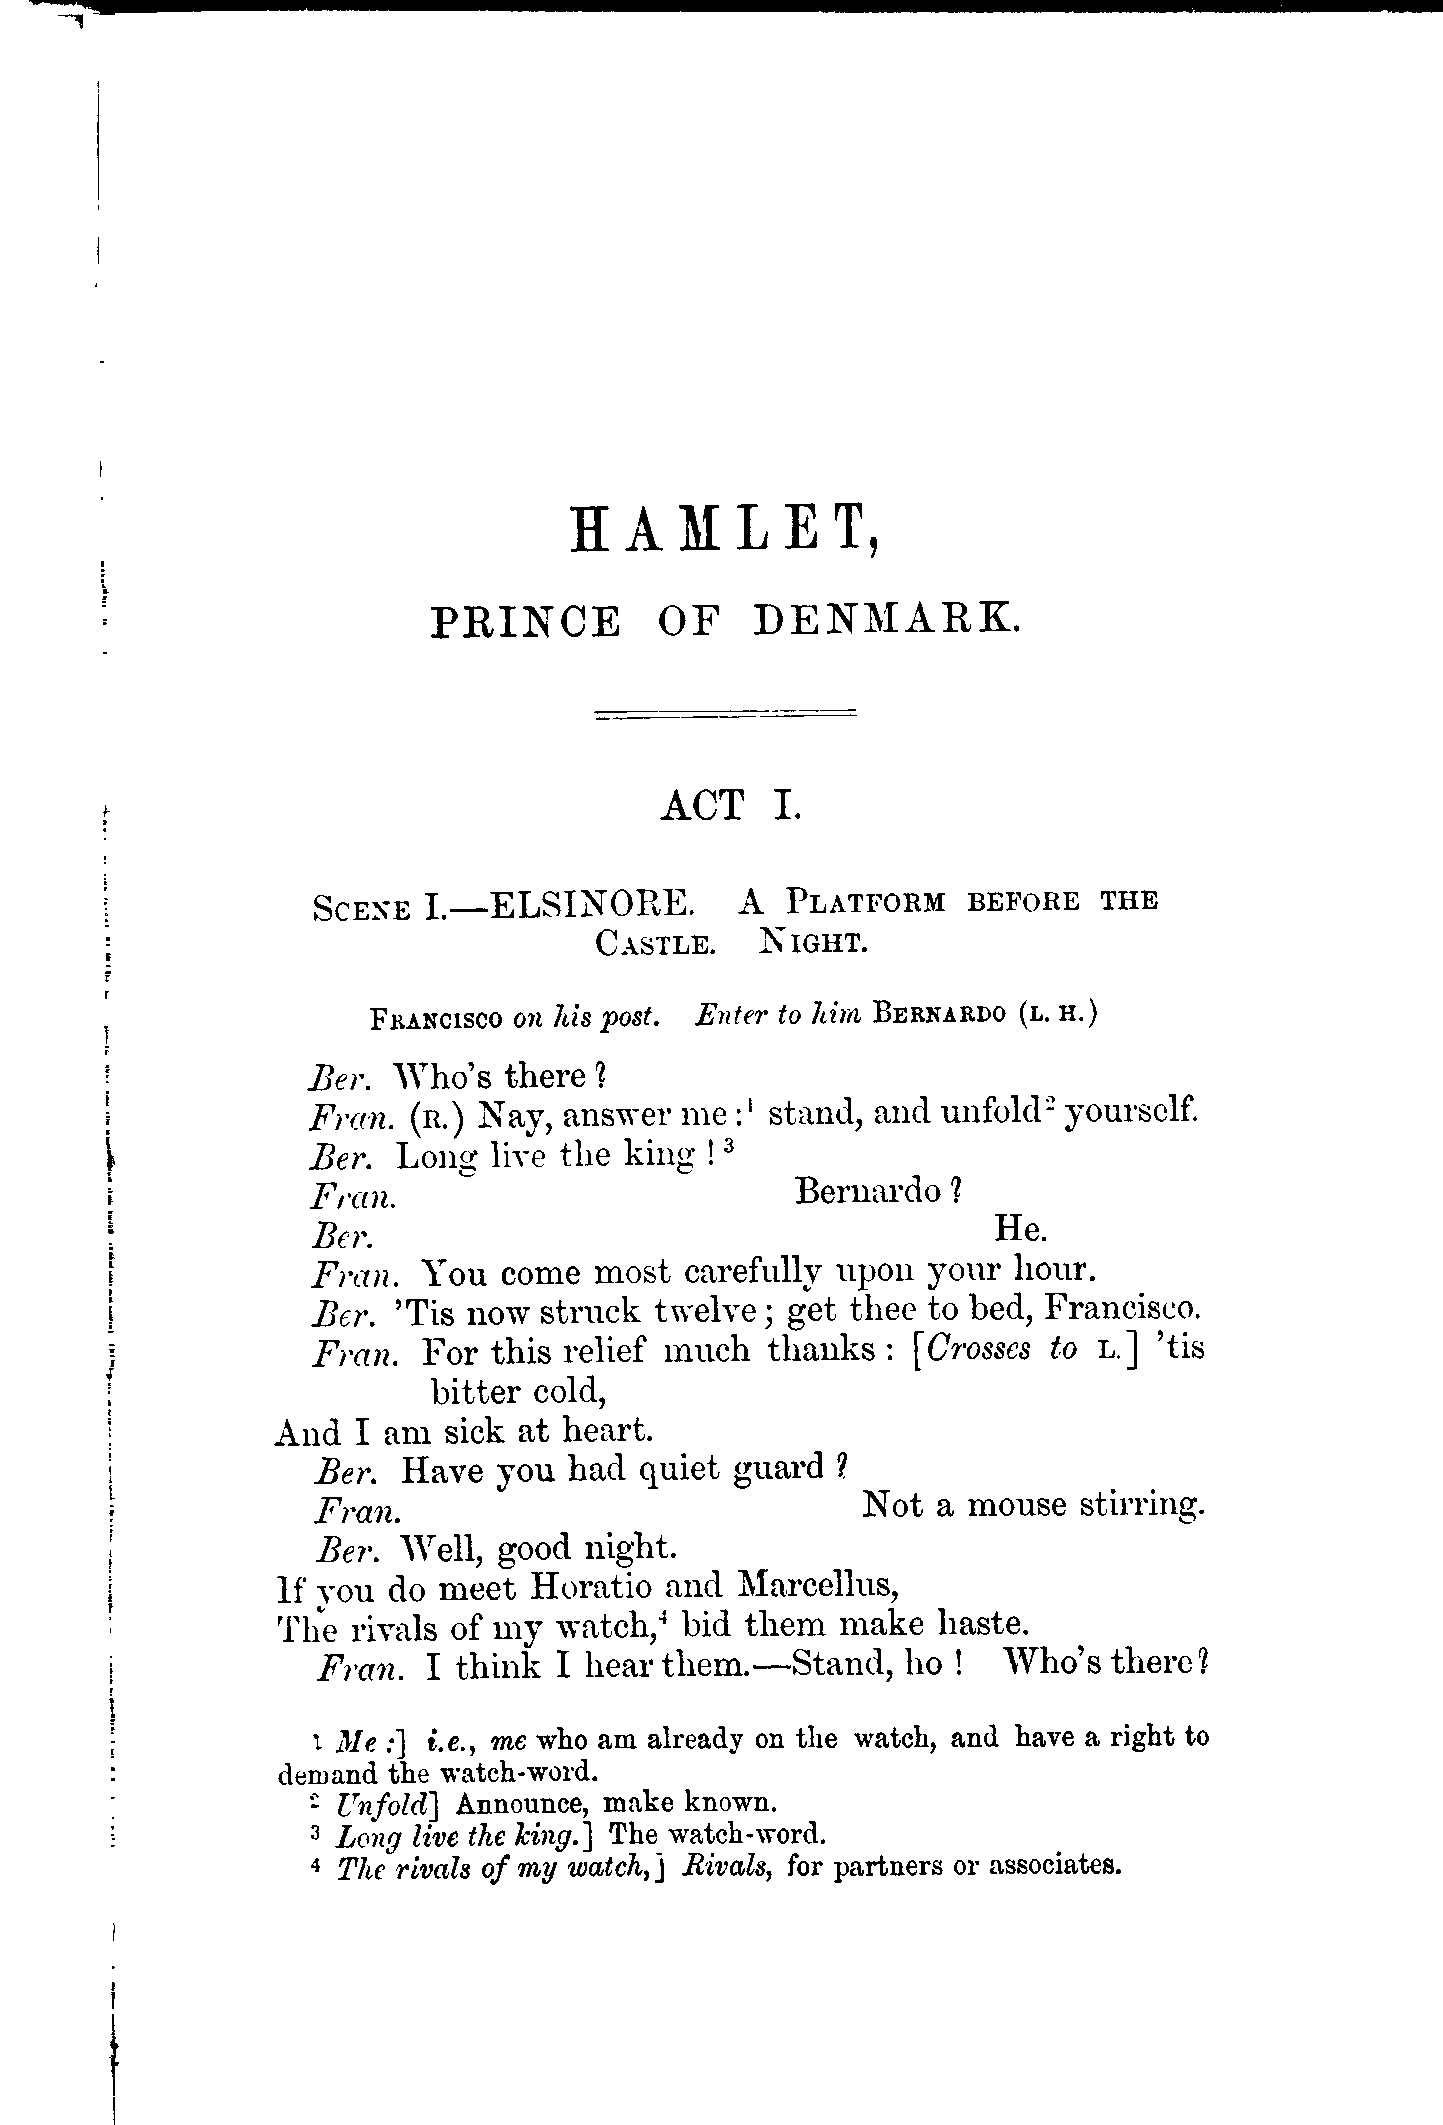 HAMLET,
PRINCE OF DENMARK.
ACT I.
SCENE I.—ELSINORE. A PLATFORM BEFORE THE
CASTLE. NIGHT.
FRANCISCO on his post. Enter to him BERNARDO (L. H.)
Ber. Who's there?
Fran. (R.) Nay, answer me:¹ stand, and unfold² yourself.
Ber. Long live the king!³
Fran. Bernardo?
Ber. He.
Fran. You come most carefully upon your hour.
Ber. 'Tis now struck twelve; get thee to bed, Francisco.
Fran. For this relief much thanks: [Crosses to L.] 'tis
bitter cold,
And I am sick at heart.
Ber. Have you had quiet guard?
Fran. Not a mouse stirring.
Ber. Well, good night.
If you do meet Horatio and Marcellus,
The rivals of my watch,⁴ bid them make haste.
Fran. I think I hear them.—Stand, ho! Who's there?
¹ Me:] i.e., me who am already on the watch, and have a right to
demand the watch-word.
² Unfold] Announce, make known.
³ Long live the king.] The watch-word.
⁴ The rivals of my watch,] Rivals, for partners or associates.